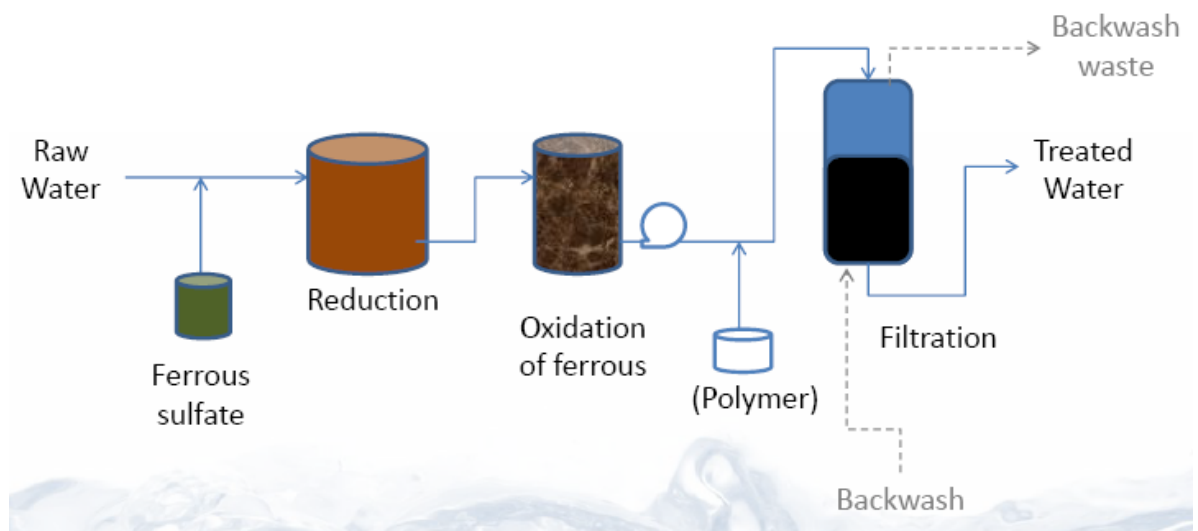 Backwash
waste
Raw
Water
Treated
Water
Reduction
Oxidation
of ferrous
Filtration
Ferrous
sulfate
(Polymer)
Backwash